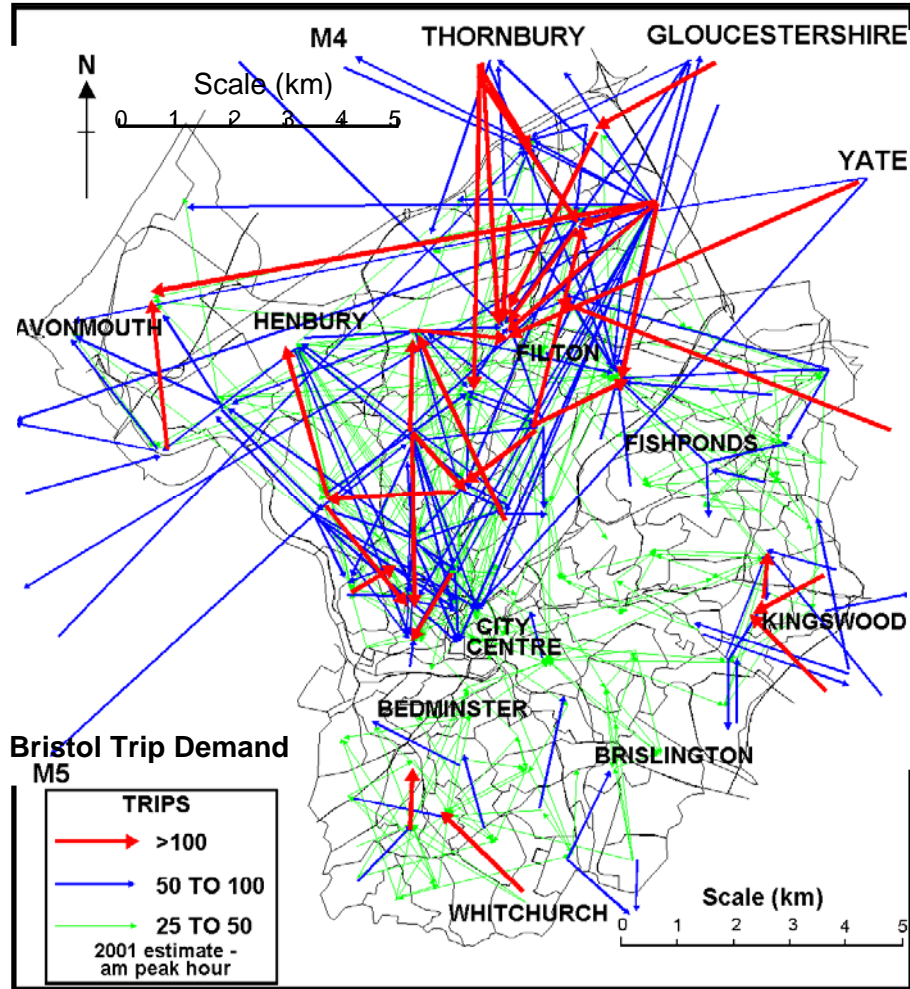 M4 THORNBURY GLOUCESTERSHIRE
N
Scale (km)
0 1 2 3 4 5
YATE
AVONMOUTH
HENBURY
FILTON
FISHPONDS
KINGSWOOD
CITY
CENTRE
BEDMINSTER
BRISLINGTON
Bristol Trip Demand
M5
TRIPS
>100
50 TO 100
25 TO 50
2001 estimate -
am peak hour
WHITCHURCH
Scale (km)
0 1 2 3 4 5